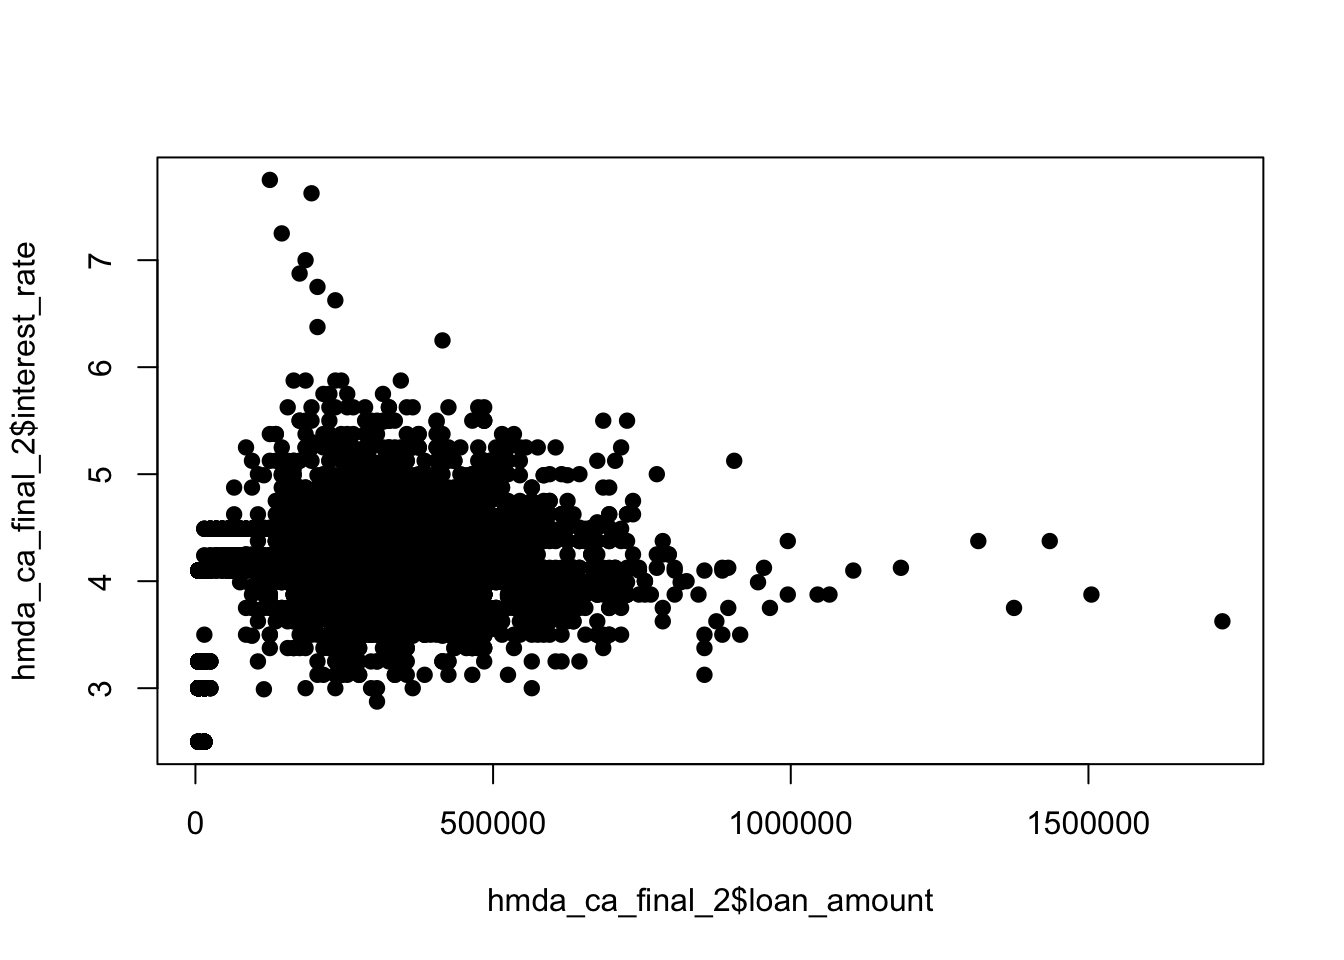 hmda_ca_final_2$interest_rate
7
6
5
4
3
0 500000 1000000 1500000
hmda_ca_final_2$loan_amount